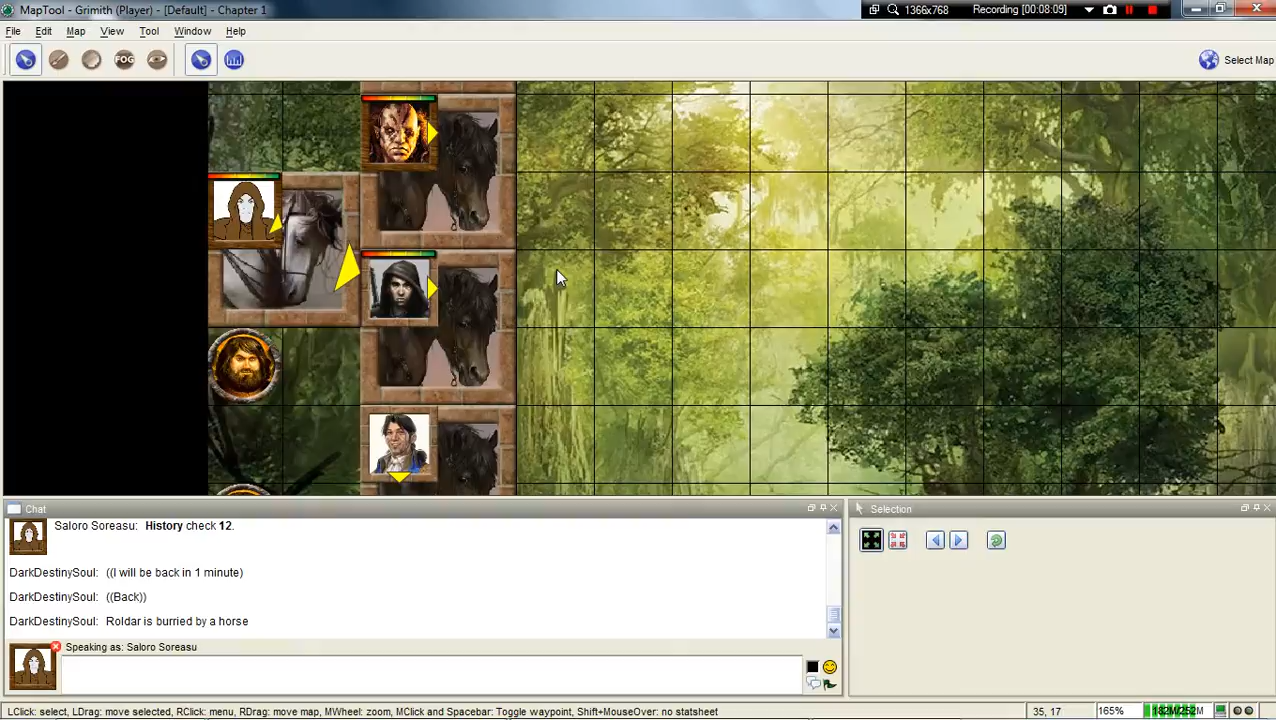 MapTool - Grimith (Player) - [Default] - Chapter 1
1366x768
Recording [00:08:09]
File Edit Map View Tool Window Help
FOG
Select Map
Chat
Selection
Saloro Soreasu: History check 12.
DarkDestinySoul: ((I will be back in 1 minute)
DarkDestinySoul: ((Back))
DarkDestinySoul: Roldar is burried by a horse
Speaking as: Saloro Soreasu
LClick: select, LDrag: move selected, RClick: menu, RDrag: move map, MWheel: zoom, MClick and Spacebar: Toggle waypoint, Shift+MouseOver: no statsheet
35, 17
165%
182M/252M